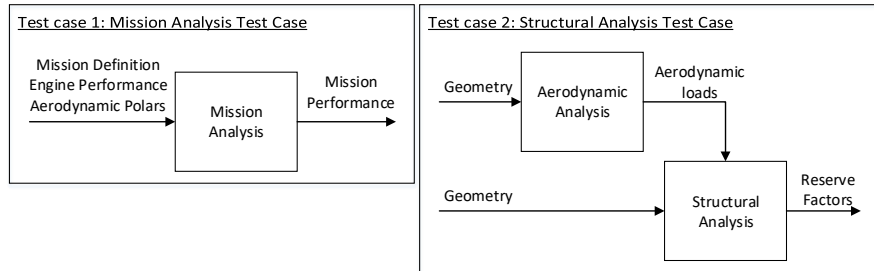 Test case 1: Mission Analysis Test Case
Mission Definition
Engine Performance
Aerodynamic Polars
Mission
Analysis
Mission
Performance
Test case 2: Structural Analysis Test Case
Geometry
Aerodynamic
Analysis
Aerodynamic
loads
Geometry
Structural
Analysis
Reserve
Factors